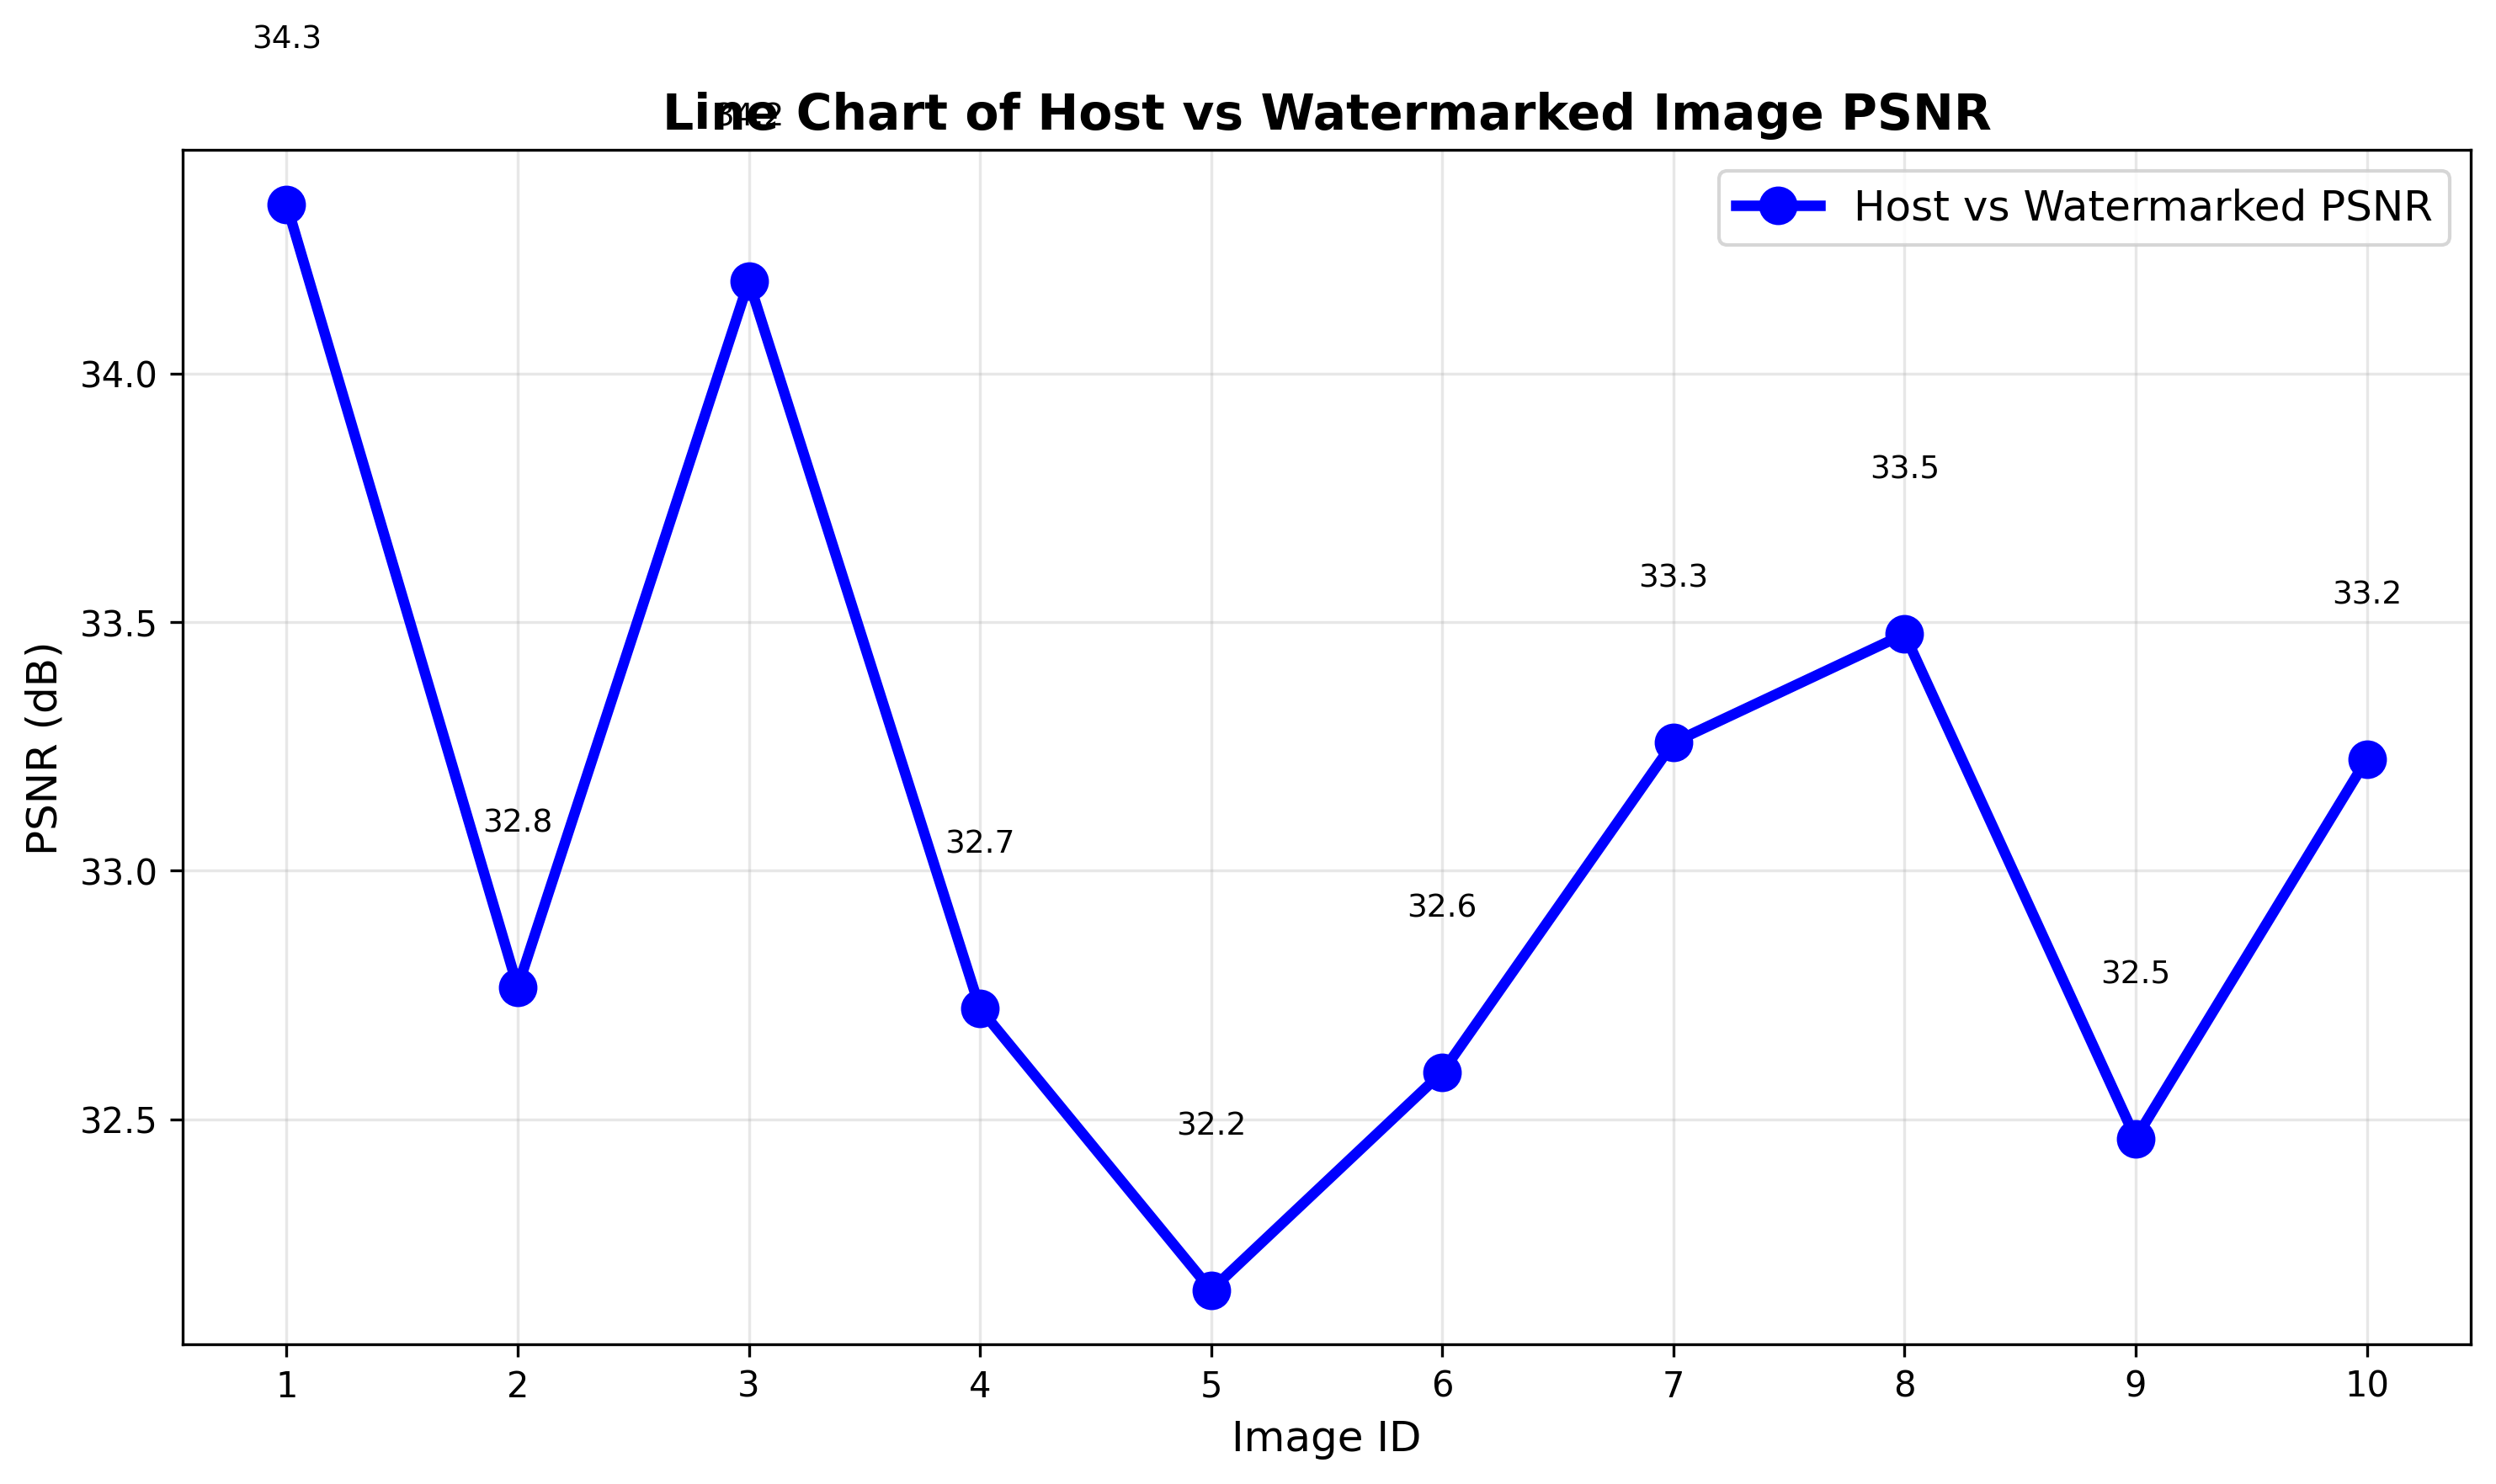 34.3
34.2
Line Chart of Host vs Watermarked Image PSNR
Host vs Watermarked PSNR
34.0
33.5
33.5
33.3
33.2
PSNR (dB)
33.0
32.8
32.7
32.6
32.5
32.5
32.2
1 2 3 4 5 6 7 8 9 10
Image ID